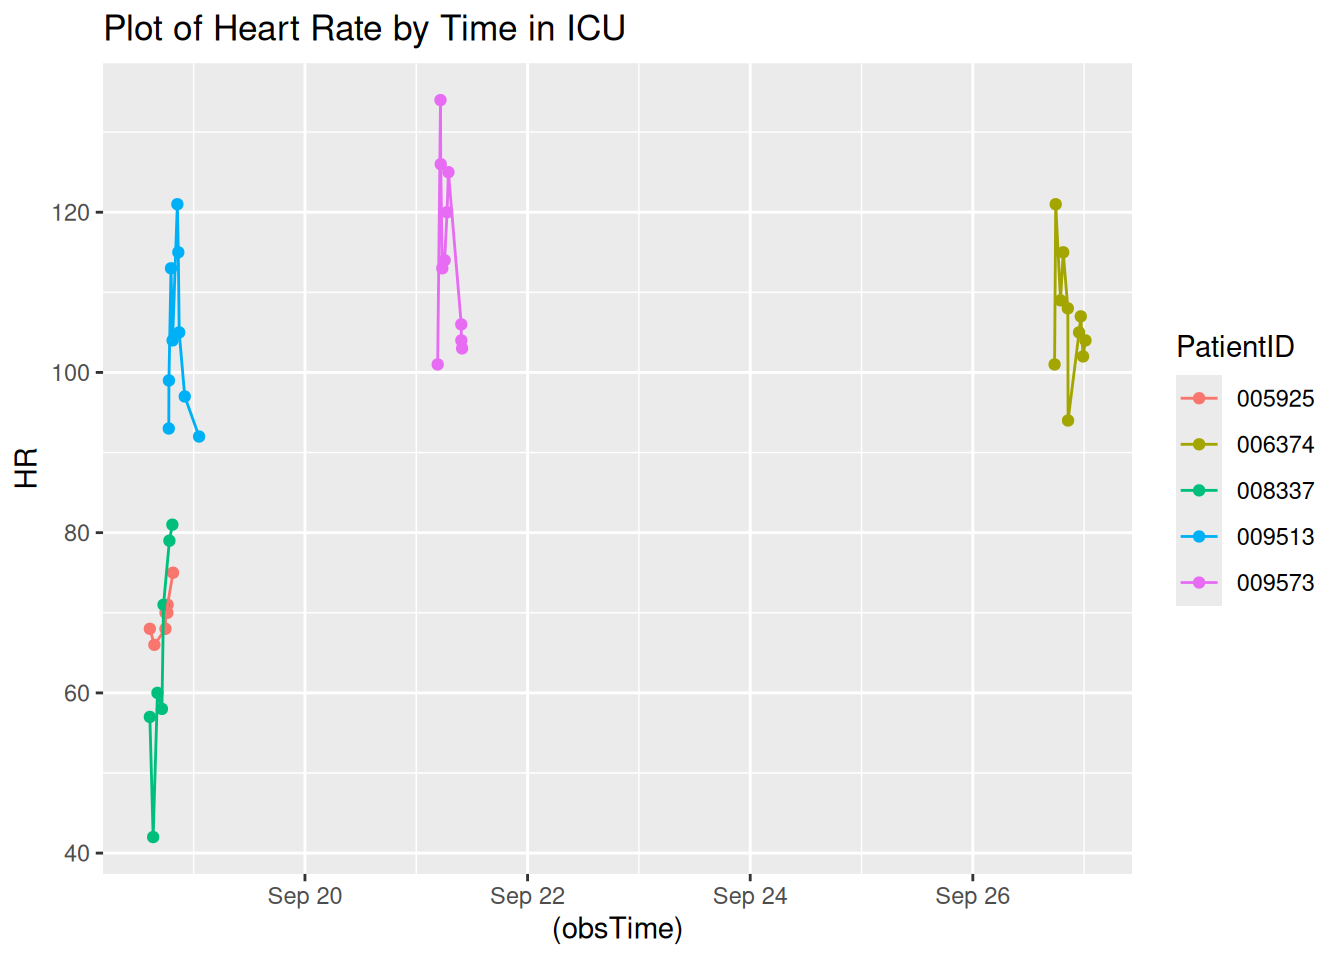 Plot of Heart Rate by Time in ICU
HR
120
100
80
60
40
Sep 20
Sep 22
Sep 24
Sep 26
(obsTime)
PatientID
005925
006374
008337
009513
009573